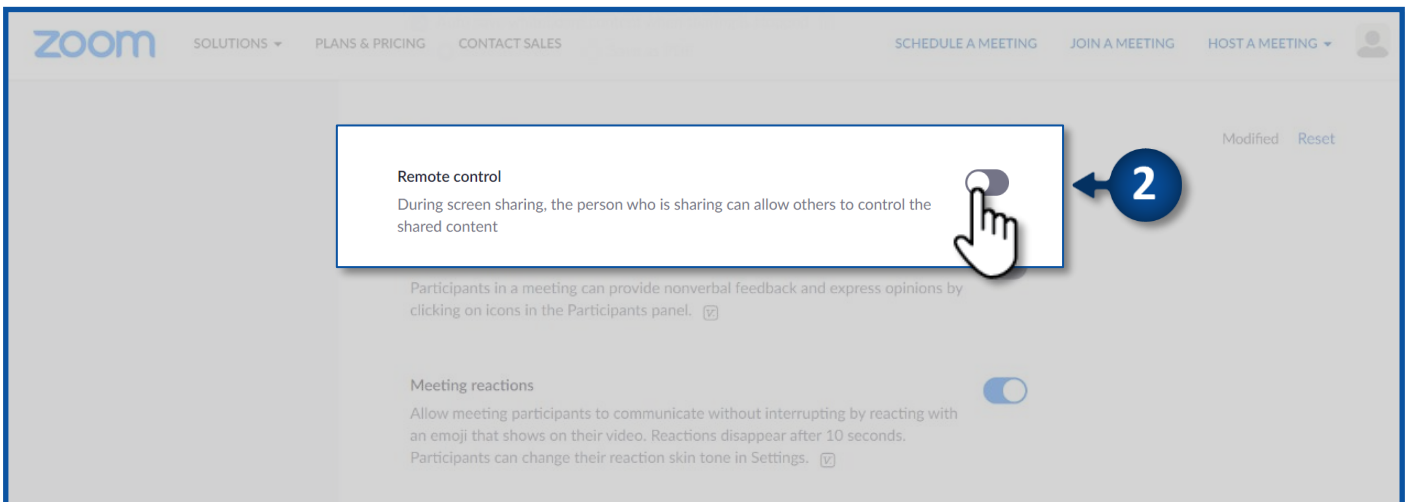 zoom SOLUTIONS PLANS & PRICING CONTACT SALES SCHEDULE A MEETING JOIN A MEETING HOST A MEETING
Modified Reset
Remote control
2
During screen sharing, the person who is sharing can allow others to control the
shared content
Participants in a meeting can provide nonverbal feedback and express opinions by
clicking on icons in the Participants panel.
Meeting reactions
Allow meeting participants to communicate without interrupting by reacting with
an emoji that shows on their video. Reactions disappear after 10 seconds.
Participants can change their reaction skin tone in Settings.